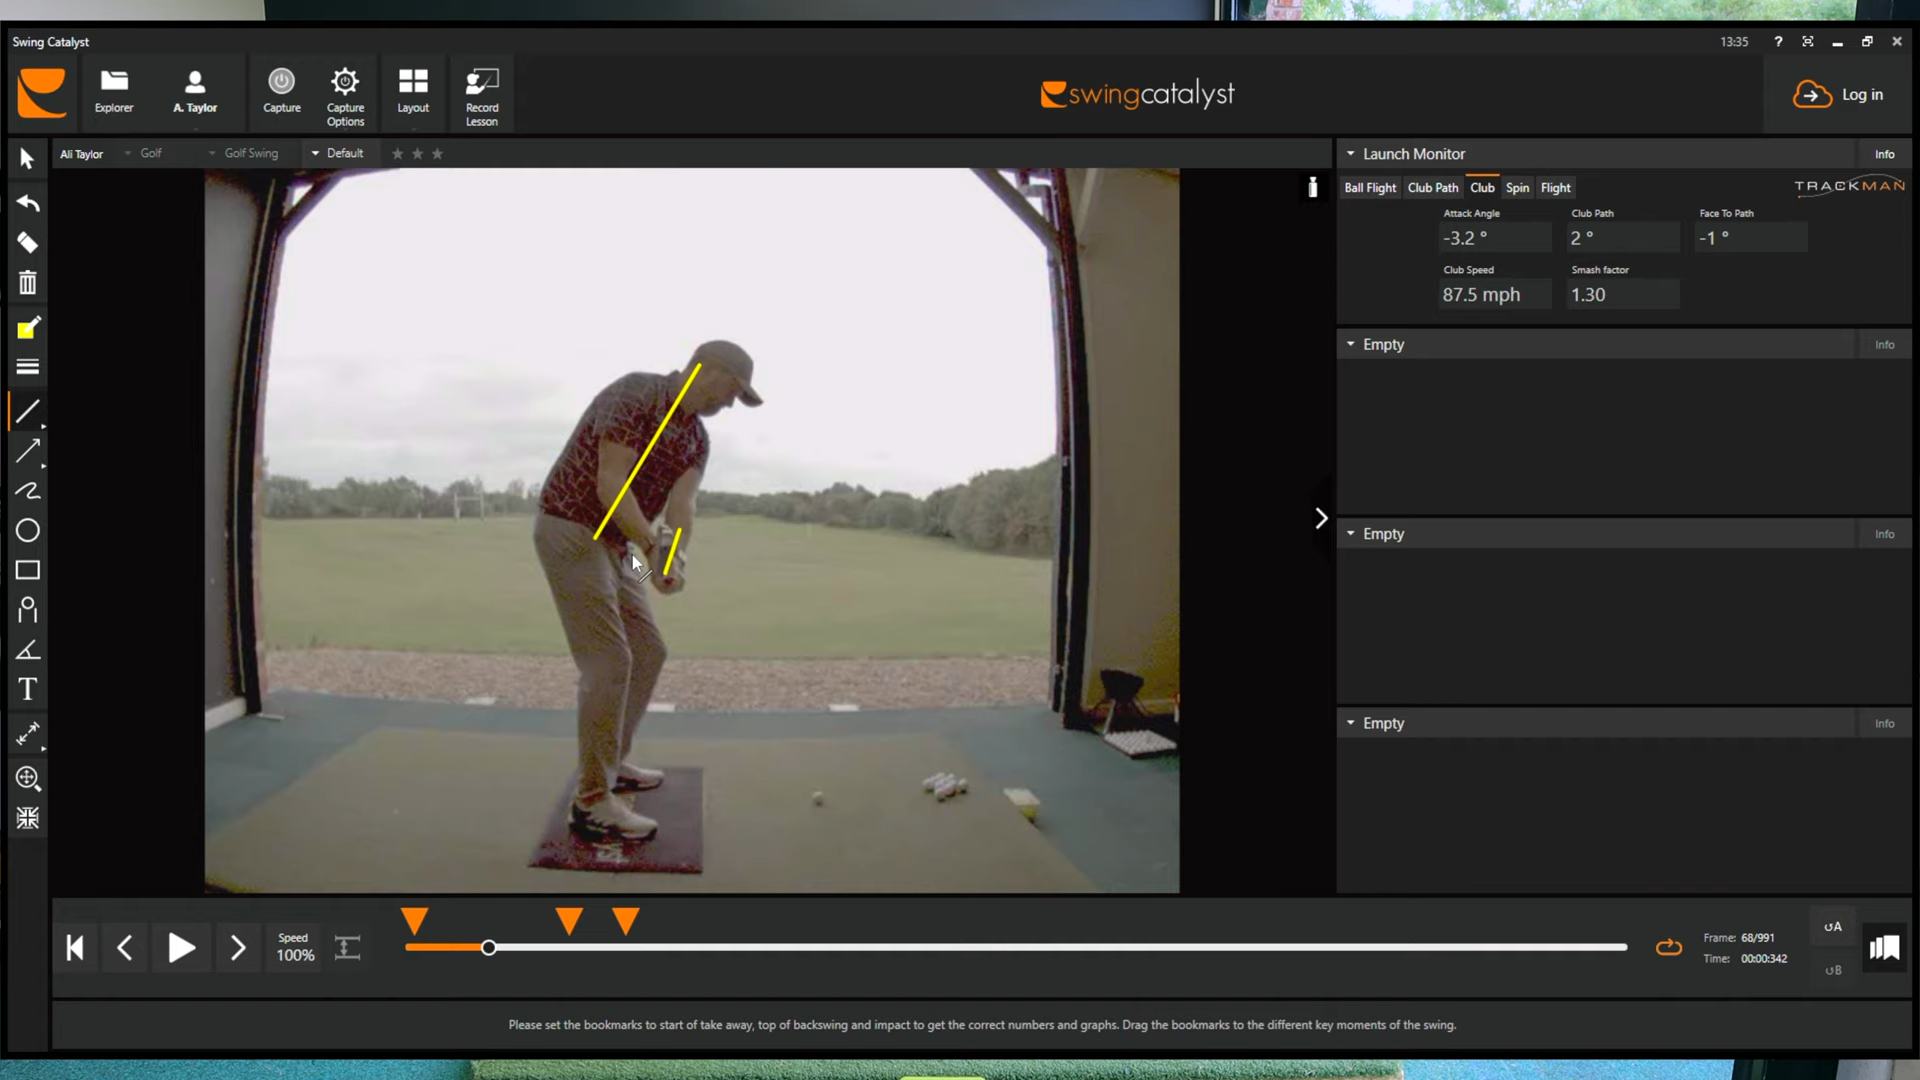 Swing Catalyst
13:35
?
Explorer
A. Taylor
Capture
Capture
Options
Layout
Record
Lesson
swingcatalyst
Log in
Ali Taylor
Golf
Golf Swing
Default
Launch Monitor
Info
Ball Flight
Club Path
Club
Spin
Flight
TRACKMAN
Attack Angle
Club Path
Face To Path
-3.2 °
2 °
-1 °
Club Speed
Smash factor
87.5 mph
1.30
Empty
Info
Empty
Info
Empty
Info
T
Speed
100%
Frame: 68/991
Time: 00:00:342
A
B
Please set the bookmarks to start of take away, top of backswing and impact to get the correct numbers and graphs. Drag the bookmarks to the different key moments of the swing.